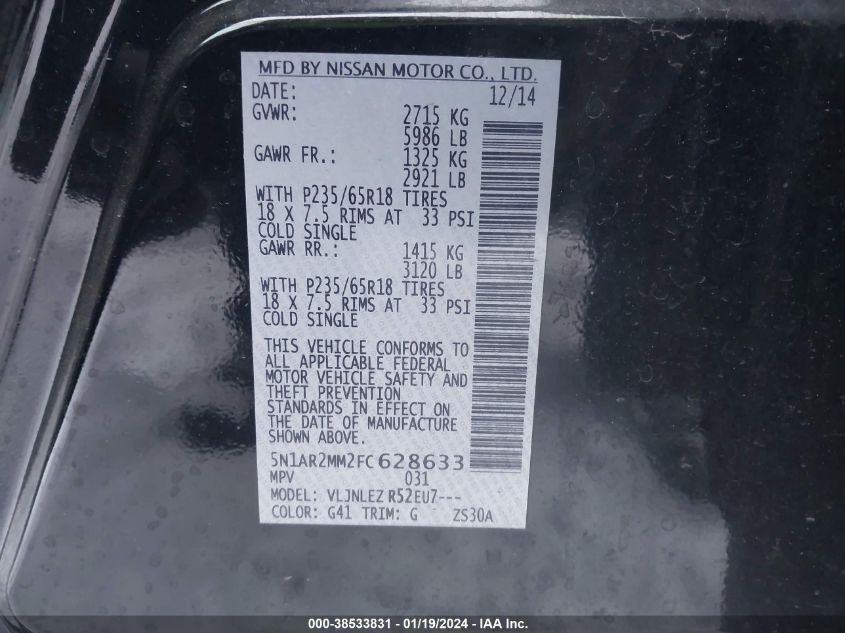 MFD BY NISSAN MOTOR CO., LTD.
DATE: 12/14
GVWR: 2715 KG
5986 LB
GAWR FR.: 1325 KG
2921 LB
WITH P235/65R18 TIRES
18 X 7.5 RIMS AT 33 PSI
COLD SINGLE
GAWR RR.: 1415 KG
3120 LB
WITH P235/65R18 TIRES
18 X 7.5 RIMS AT 33 PSI
COLD SINGLE
THIS VEHICLE CONFORMS TO
ALL APPLICABLE FEDERAL
MOTOR VEHICLE SAFETY AND
THEFT PREVENTION
STANDARDS IN EFFECT ON
THE DATE OF MANUFACTURE
SHOWN ABOVE.
5N1AR2MM2FC628633
MPV 031
MODEL: VLJNLEZ R52EU7---
COLOR: G41 TRIM: G ZS30A
000-38533831 - 01/19/2024 - IAA Inc.